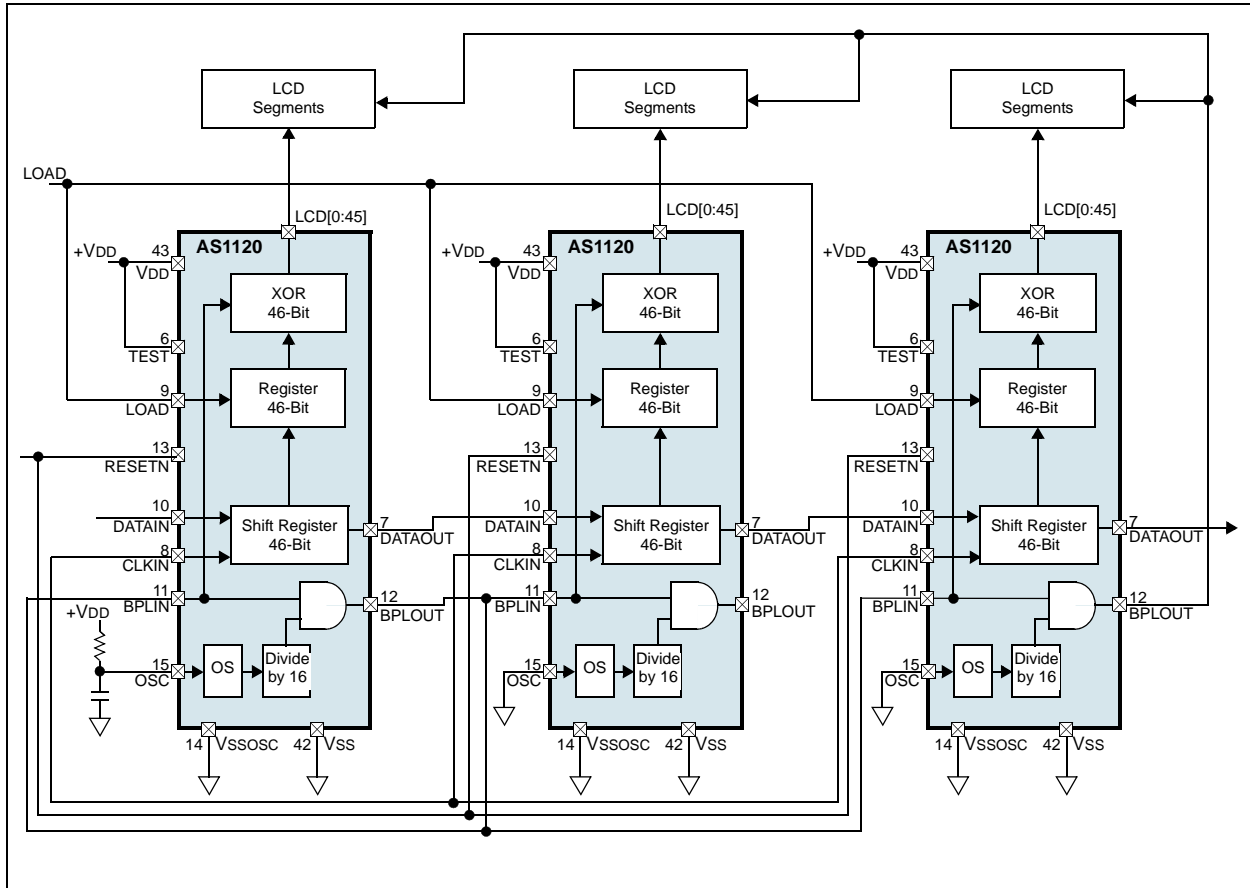 LCD
Segments
LCD
Segments
LCD
Segments
LOAD
LCD[0:45]
LCD[0:45]
LCD[0:45]
AS1120
+VDD
43
VDD
XOR
46-Bit
6
TEST
9
LOAD
Register
46-Bit
13
RESETN
10
DATAIN
Shift Register
46-Bit
7
DATAOUT
8
CLKIN
11
BPLIN
12
BPLOUT
+VDD
15
OSC
OS
Divide
by 16
14 VSSOSC
42 VSS
AS1120
+VDD
43
VDD
XOR
46-Bit
6
TEST
9
LOAD
Register
46-Bit
13
RESETN
10
DATAIN
Shift Register
46-Bit
7
DATAOUT
8
CLKIN
11
BPLIN
12
BPLOUT
15
OSC
OS
Divide
by 16
14 VSSOSC
42 VSS
AS1120
+VDD
43
VDD
XOR
46-Bit
6
TEST
9
LOAD
Register
46-Bit
13
RESETN
10
DATAIN
Shift Register
46-Bit
7
DATAOUT
8
CLKIN
11
BPLIN
12
BPLOUT
15
OSC
OS
Divide
by 16
14 VSSOSC
42 VSS